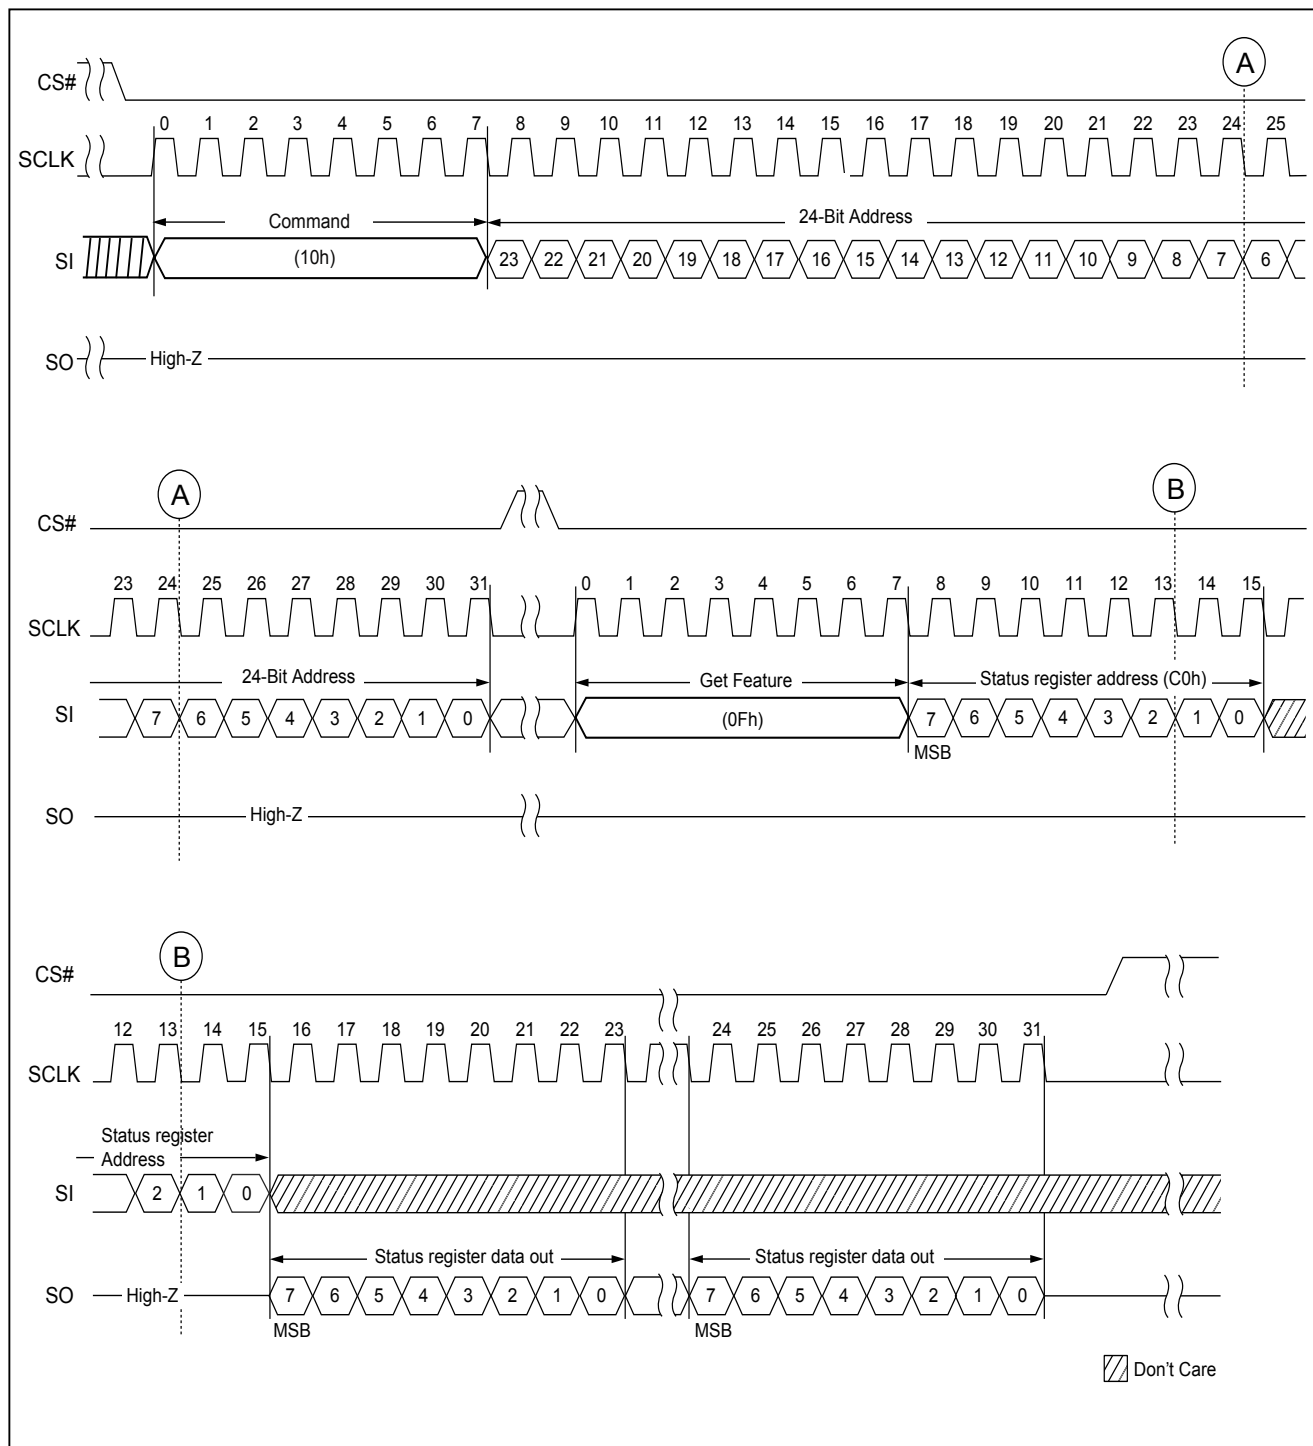 A
CS#
0 1 2 3 4 5 6 7 8 9 10 11 12 13 14 15 16 17 18 19 20 21 22 23 24 25
SCLK
Command 24-Bit Address
SI (10h) 23 22 21 20 19 18 17 16 15 14 13 12 11 10 9 8 7 6
SO High-Z
A B
CS#
23 24 25 26 27 28 29 30 31 0 1 2 3 4 5 6 7 8 9 10 11 12 13 14 15
SCLK
24-Bit Address Get Feature Status register address (C0h)
SI 7 6 5 4 3 2 1 0 (0Fh) 7 6 5 4 3 2 1 0
MSB
SO High-Z
B
CS#
12 13 14 15 16 17 18 19 20 21 22 23 24 25 26 27 28 29 30 31
SCLK
Status register
Address
SI 2 1 0
Status register data out Status register data out
SO High-Z 7 6 5 4 3 2 1 0 7 6 5 4 3 2 1 0
MSB MSB
Don't Care